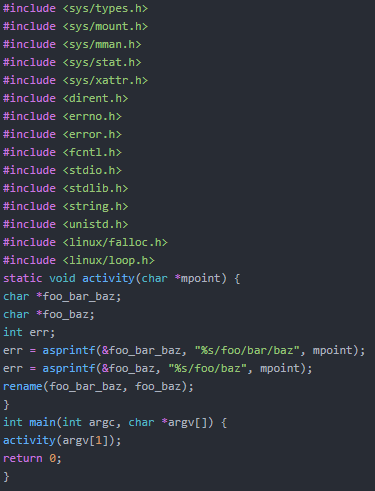 #include <sys/types.h>
#include <sys/mount.h>
#include <sys/mman.h>
#include <sys/stat.h>
#include <sys/xattr.h>
#include <dirent.h>
#include <errno.h>
#include <error.h>
#include <fcntl.h>
#include <stdio.h>
#include <stdlib.h>
#include <string.h>
#include <unistd.h>
#include <linux/falloc.h>
#include <linux/loop.h>
static void activity(char *mpoint) {
char *foo_bar_baz;
char *foo_baz;
int err;
err = asprintf(&foo_bar_baz, "%s/foo/bar/baz", mpoint);
err = asprintf(&foo_baz, "%s/foo/baz", mpoint);
rename(foo_bar_baz, foo_baz);
}
int main(int argc, char *argv[]) {
activity(argv[1]);
return 0;
}